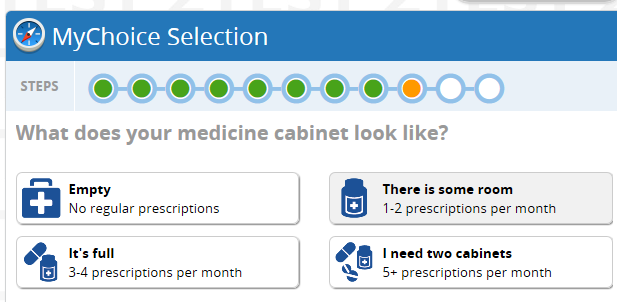 MyChoice Selection
STEPS
What does your medicine cabinet look like?
Empty
No regular prescriptions
There is some room
1-2 prescriptions per month
It's full
3-4 prescriptions per month
I need two cabinets
5+ prescriptions per month